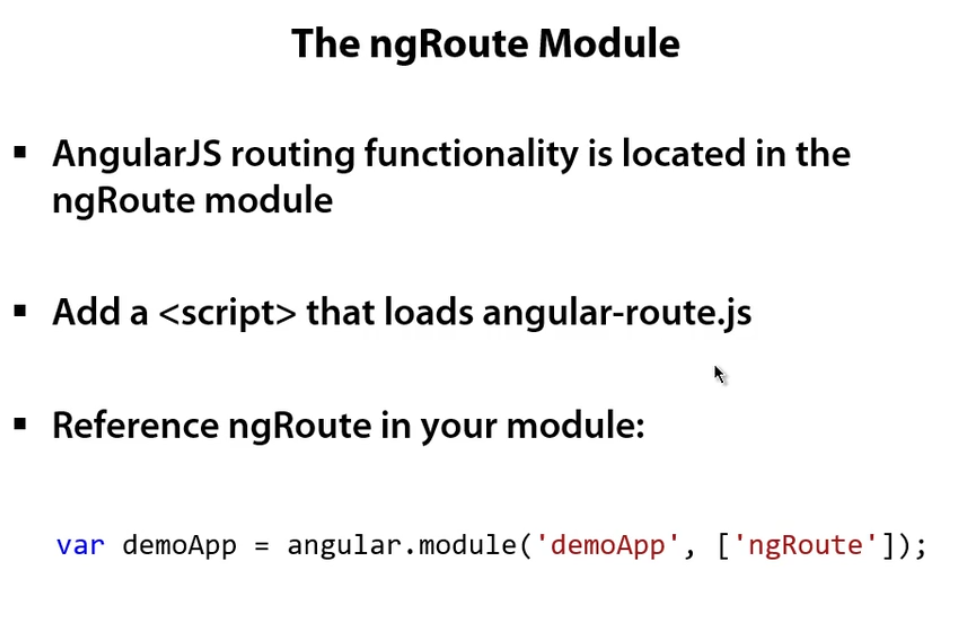 The ngRoute Module
▪ AngularJS routing functionality is located in the
ngRoute module
▪ Add a <script> that loads angular-route.js
▪ Reference ngRoute in your module:
var demoApp = angular.module('demoApp', ['ngRoute']);